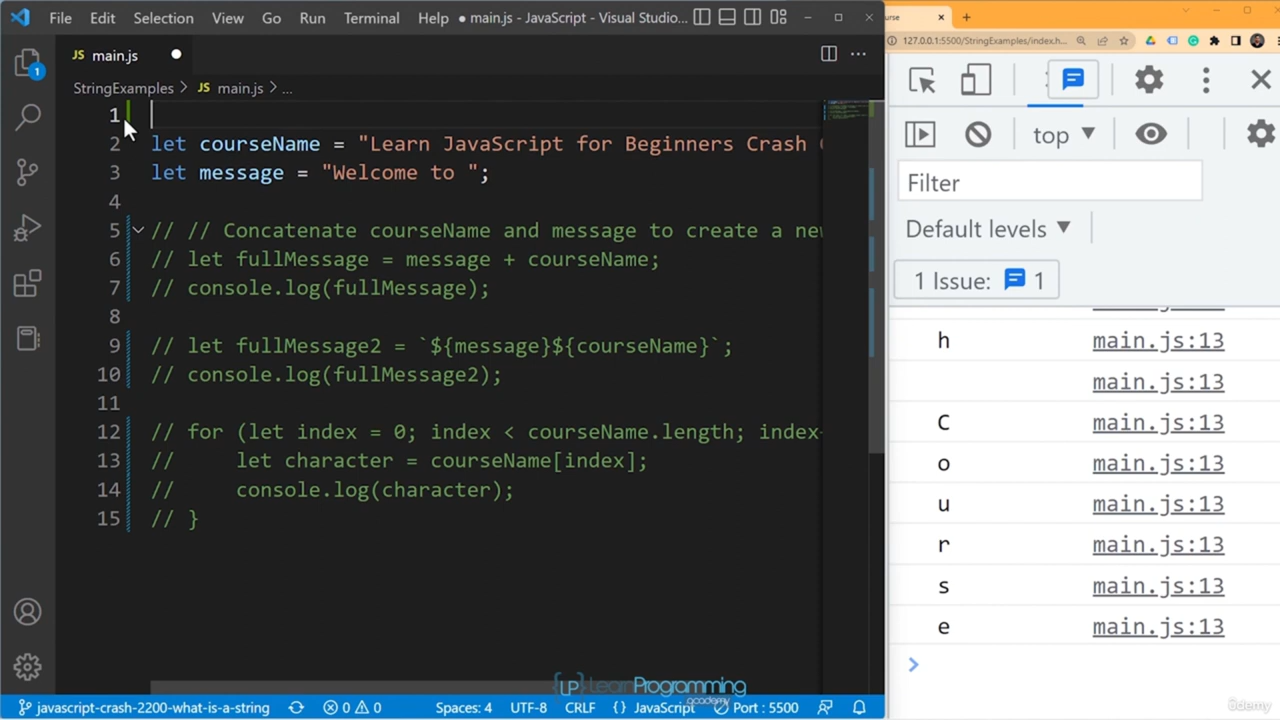 File Edit Selection View Go Run Terminal Help ● main.js - JavaScript - Visual Studio...
JS main.js
StringExamples > JS main.js > ...
1
2 let courseName = "Learn JavaScript for Beginners Crash
3 let message = "Welcome to ";
4
5 // // Concatenate courseName and message to create a new
6 // let fullMessage = message + courseName;
7 // console.log(fullMessage);
8
9 // let fullMessage2 = `${message}${courseName}`;
10 // console.log(fullMessage2);
11
12 // for (let index = 0; index < courseName.length; index
13 //     let character = courseName[index];
14 //     console.log(character);
15 // }
{LP} LearnProgramming
academy
javascript-crash-2200-what-is-a-string 0 0 Spaces: 4 UTF-8 CRLF {} JavaScript Port : 5500
1
urse
127.0.0.1:5500/StringExamples/index.h...
top
Filter
Default levels
1 Issue: 1
h main.js:13
main.js:13
C main.js:13
o main.js:13
u main.js:13
r main.js:13
s main.js:13
e main.js:13
ûdemy